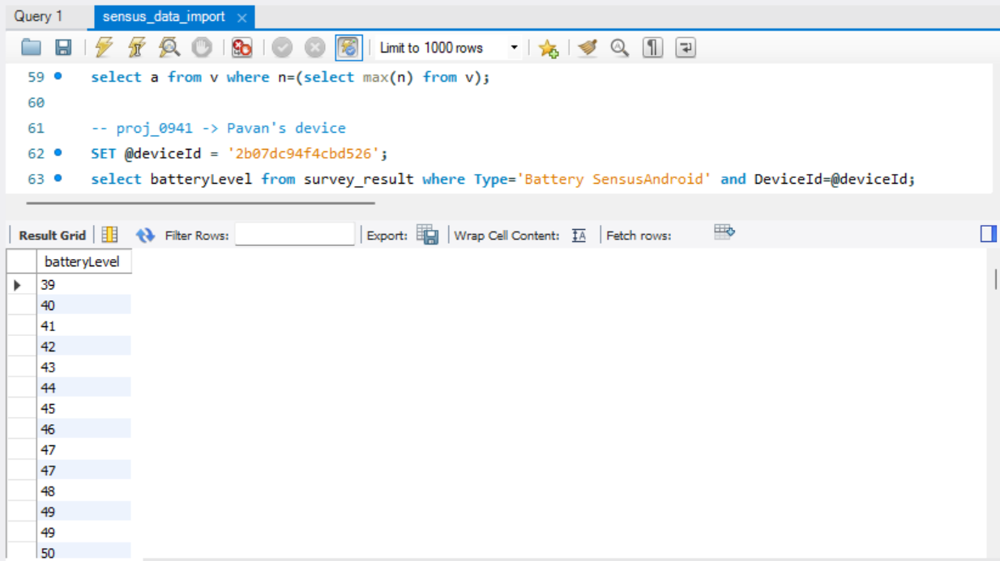 Query 1
sensus_data_import
Limit to 1000 rows
59 select a from v where n=(select max(n) from v);
60
61 -- proj_0941 -> Pavan's device
62 SET @deviceId = '2b07dc94f4cbd526';
63 select batteryLevel from survey_result where Type='Battery SensusAndroid' and DeviceId=@deviceId;
Result Grid Filter Rows: Export: Wrap Cell Content: Fetch rows:
batteryLevel
39
40
41
42
43
44
45
46
47
47
48
49
49
50